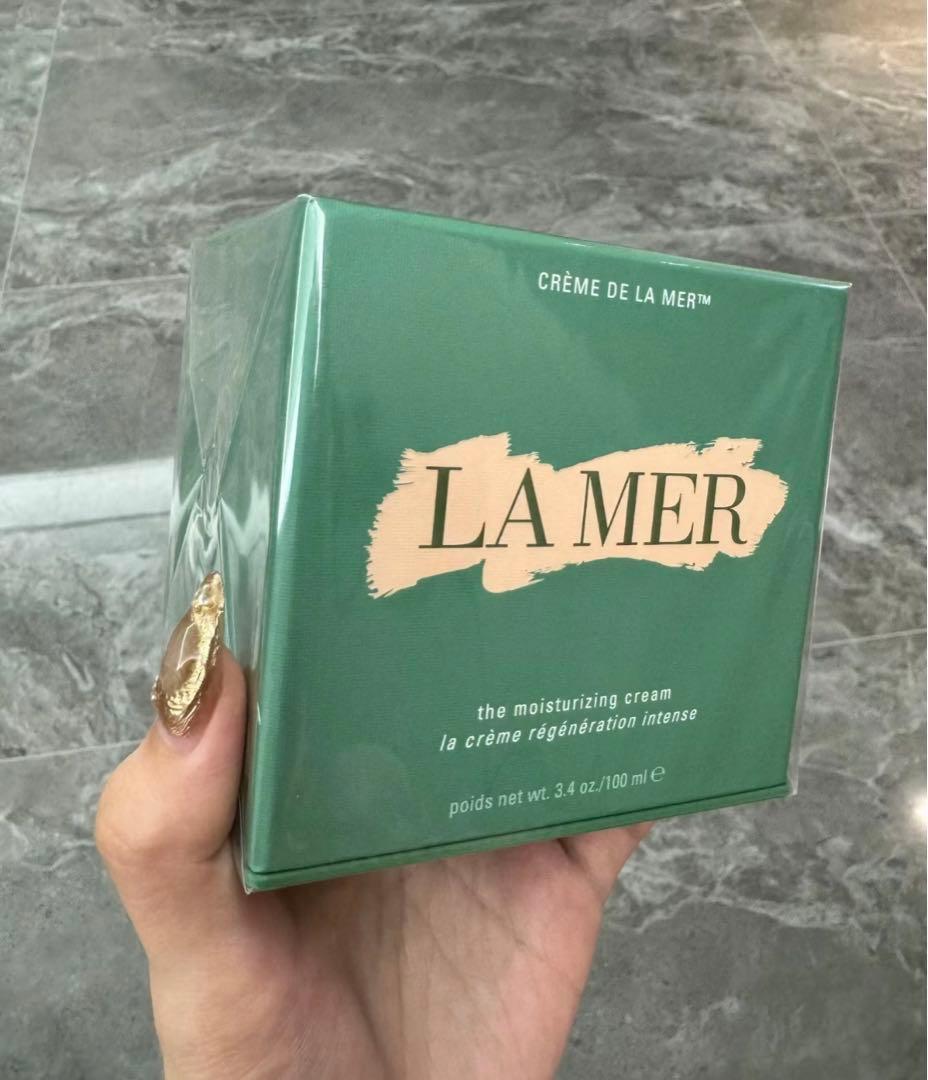 CRÈME DE LA MER™
LA MER
the moisturizing cream
la crème régénération intense
poids net wt. 3.4 oz./100 ml ℮